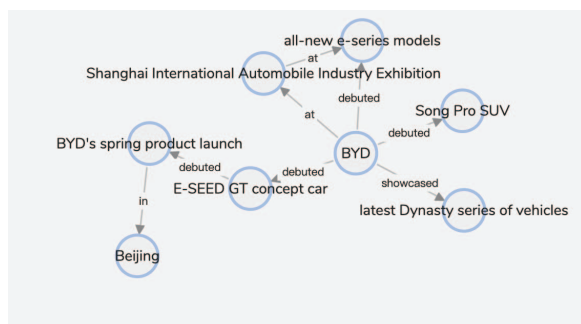 all-new e-series models
at
Shanghai International Automobile Industry Exhibition
debuted
at
Song Pro SUV
debuted
BYD's spring product launch
BYD
debuted
debuted
E-SEED GT concept car
showcased
in
latest Dynasty series of vehicles
Beijing